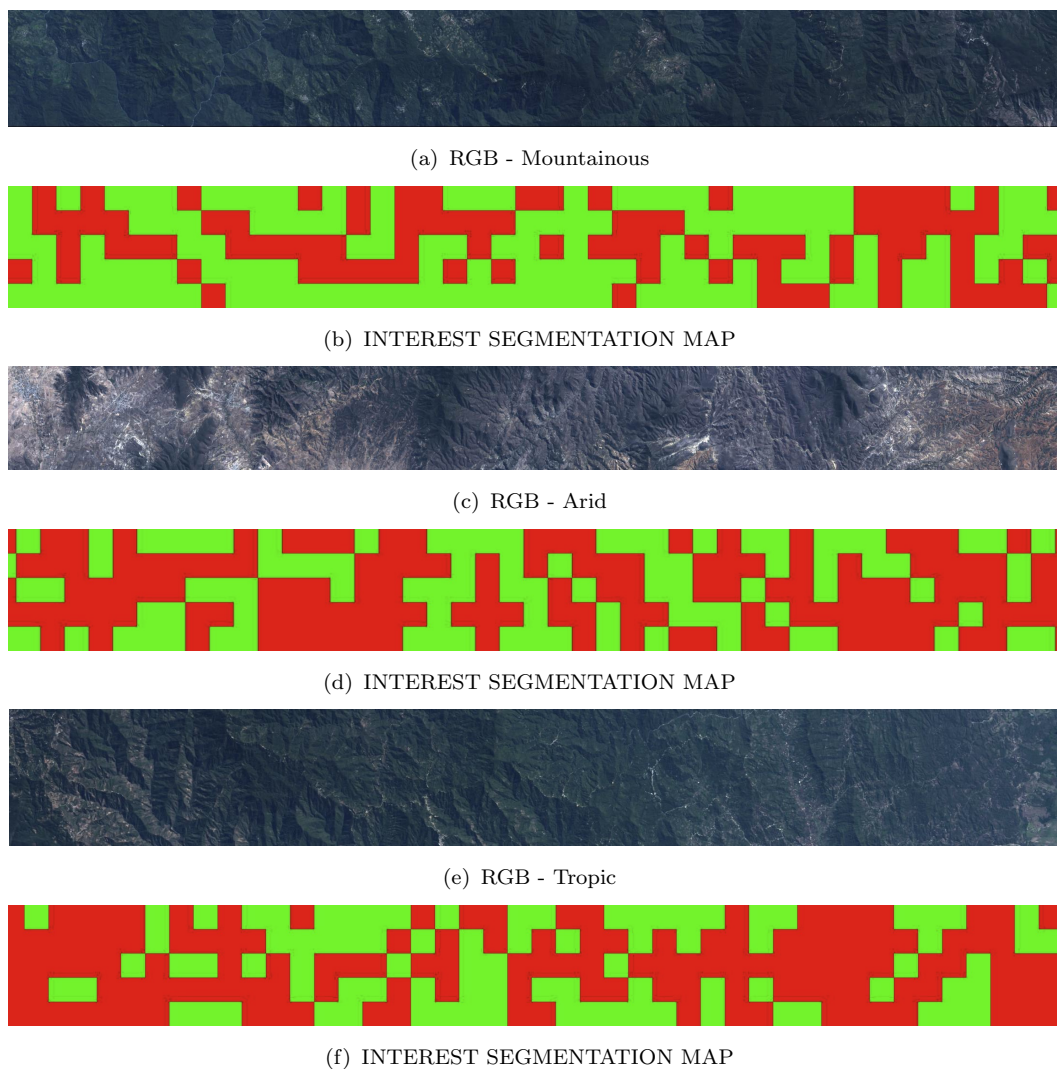 (a) RGB - Mountainous
(b) INTEREST SEGMENTATION MAP
(c) RGB - Arid
(d) INTEREST SEGMENTATION MAP
(e) RGB - Tropic
(f) INTEREST SEGMENTATION MAP